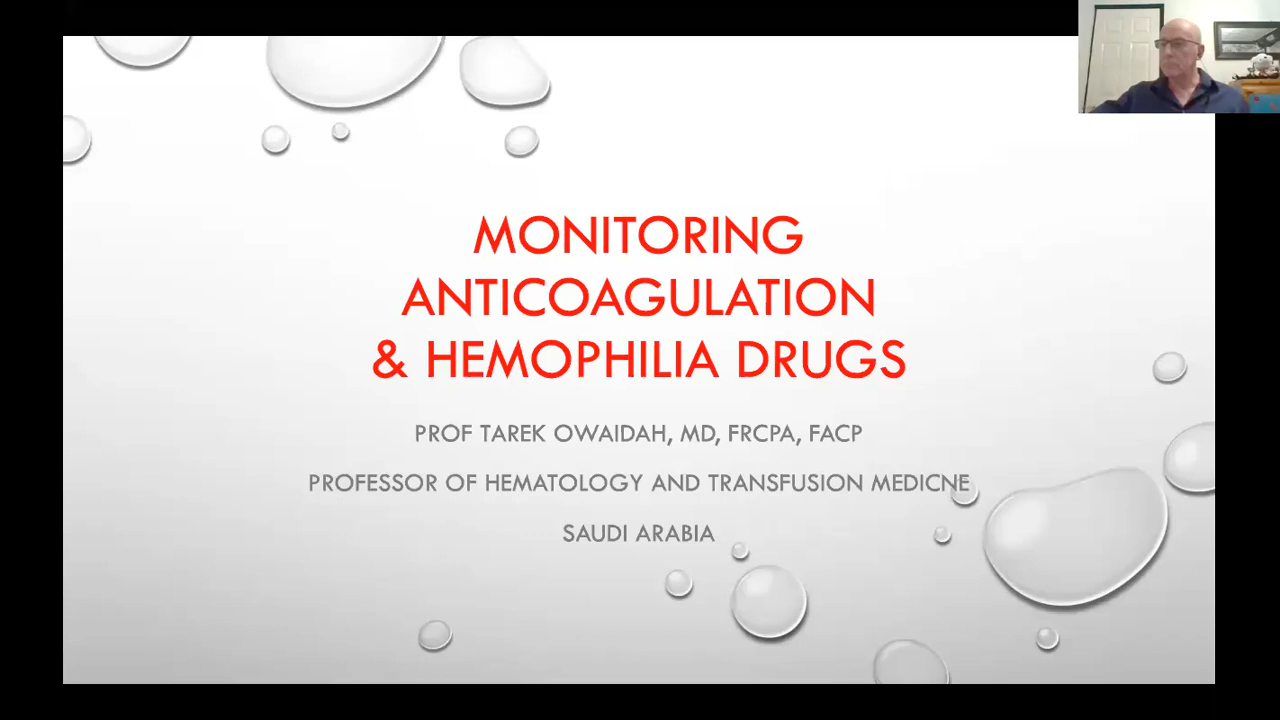 MONITORING
ANTICOAGULATION
& HEMOPHILIA DRUGS
PROF TAREK OWAIDAH, MD, FRCPA, FACP
PROFESSOR OF HEMATOLOGY AND TRANSFUSION MEDICNE
SAUDI ARABIA